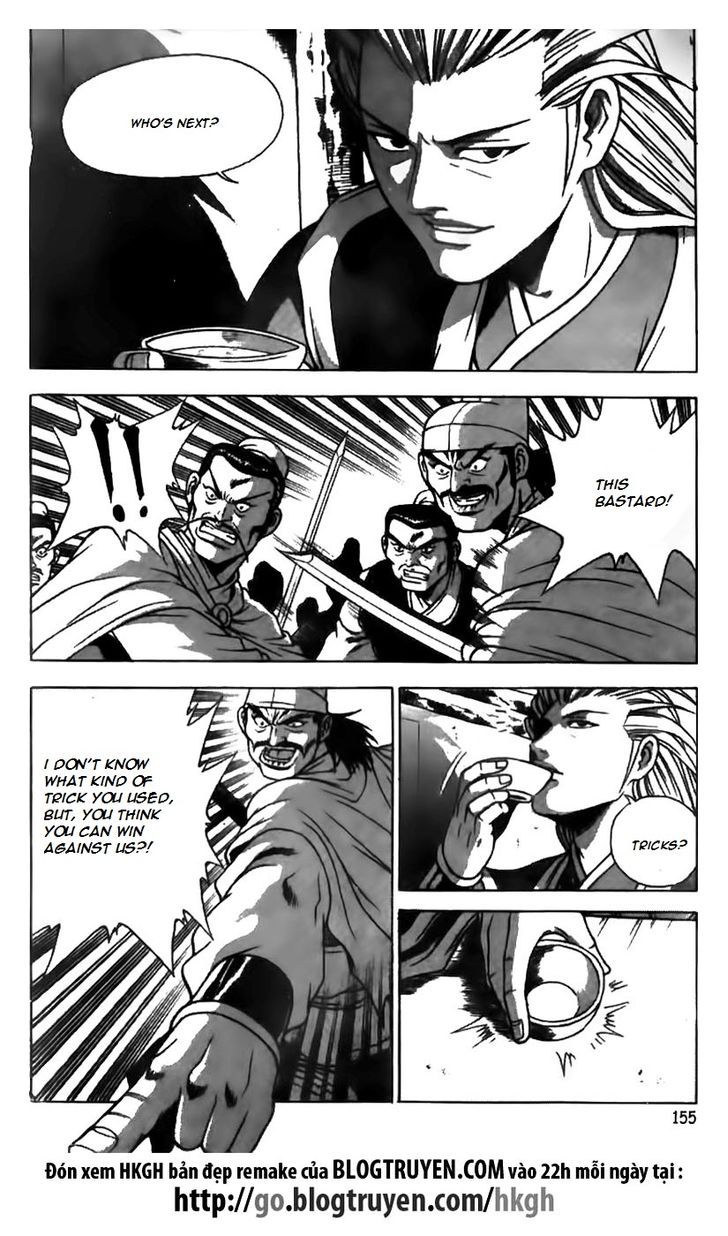 WHO'S NEXT?
!!
THIS
BASTARD!
I DON'T KNOW
WHAT KIND OF
TRICK YOU USED,
BUT, YOU THINK
YOU CAN WIN
AGAINST US?!
TRICKS?
155
Đón xem HKGH bản đẹp remake của BLOGTRUYEN.COM vào 22h mỗi ngày tại :
http://go.blogtruyen.com/hkgh